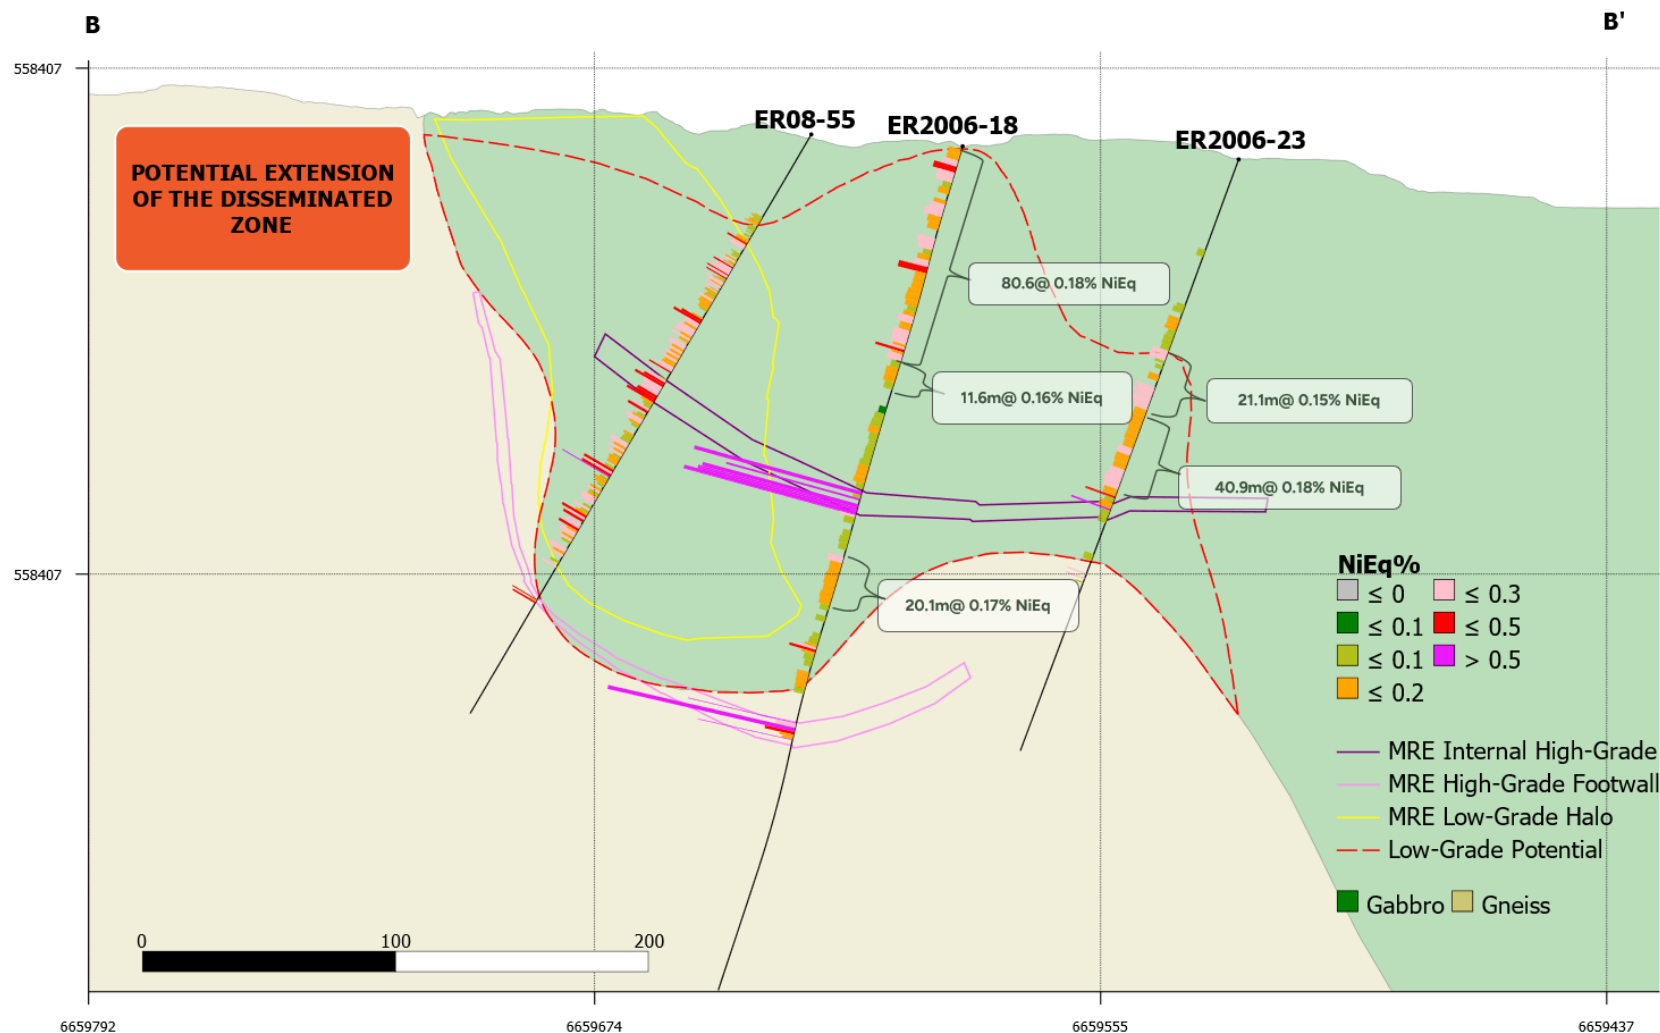 B
B'
558407
ER08-55
ER2006-18
ER2006-23
POTENTIAL EXTENSION
OF THE DISSEMINATED
ZONE
80.6@ 0.18% NiEq
11.6m@ 0.16% NiEq
21.1m@ 0.15% NiEq
40.9m@ 0.18% NiEq
558407
20.1m@ 0.17% NiEq
NiEq%
≤ 0
≤ 0.3
≤ 0.1
≤ 0.5
≤ 0.1
> 0.5
≤ 0.2
MRE Internal High-Grade
MRE High-Grade Footwall
MRE Low-Grade Halo
Low-Grade Potential
Gabbro
Gneiss
0
100
200
6659792
6659674
6659555
6659437